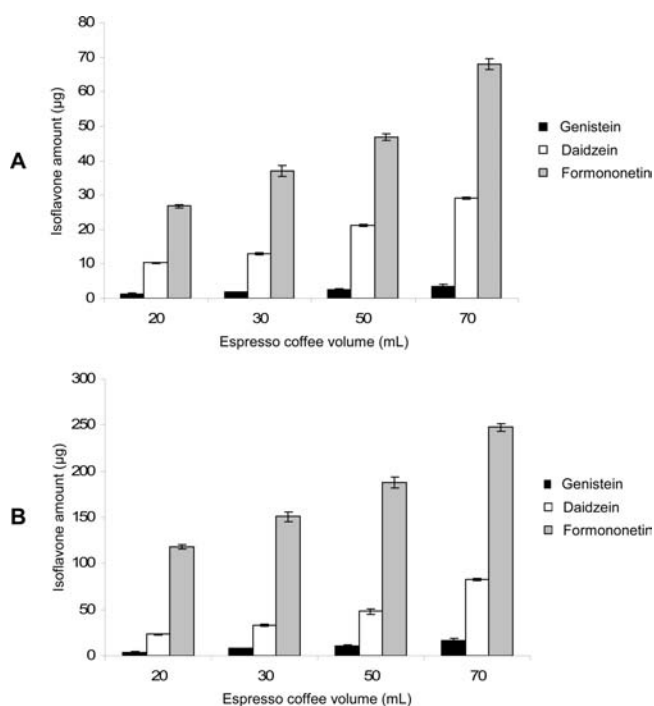 A
Isoflavone amount (µg)
80
70
60
50
40
30
20
10
0
20 30 50 70
Espresso coffee volume (mL)
Genistein
Daidzein
Formononetin
B
Isoflavone amount (µg)
300
250
200
150
100
50
0
20 30 50 70
Espresso coffee volume (mL)
Genistein
Daidzein
Formononetin